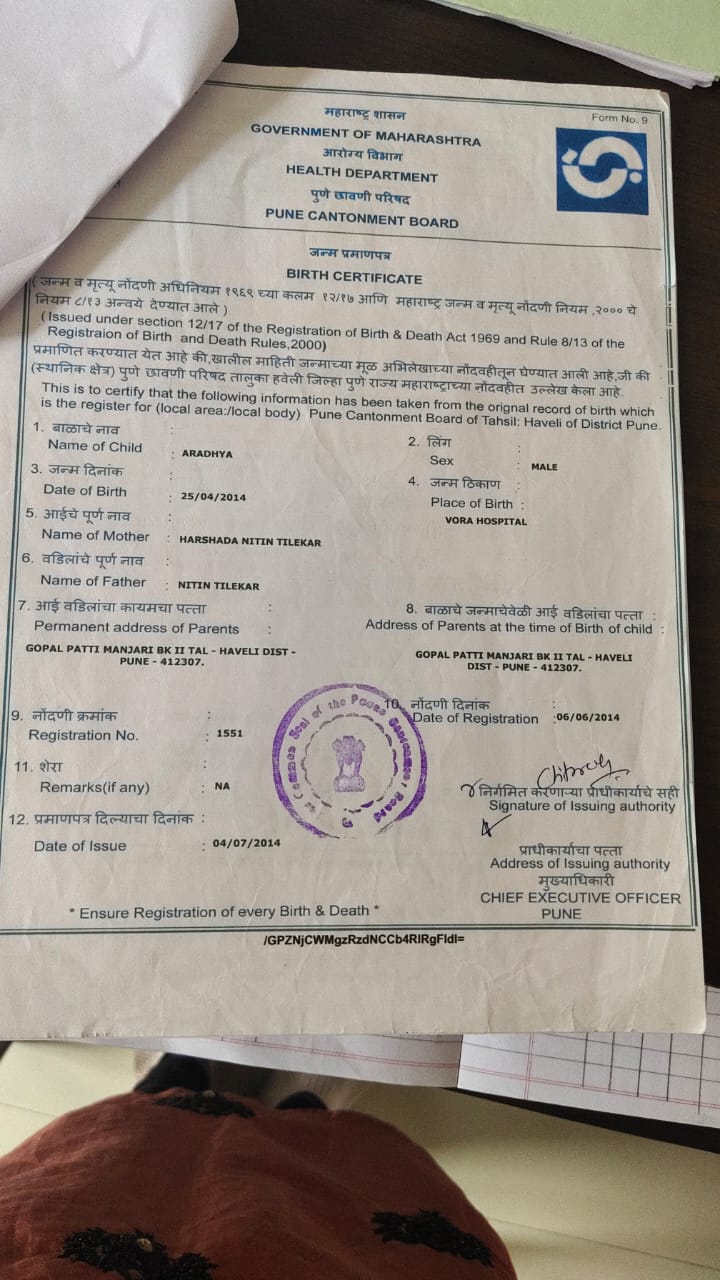 Form No. 9
महाराष्ट्र शासन
GOVERNMENT OF MAHARASHTRA
आरोग्य विभाग
HEALTH DEPARTMENT
पुणे छावणी परिषद
PUNE CANTONMENT BOARD
जन्म प्रमाणपत्र
BIRTH CERTIFICATE
( जन्म व मृत्यू नोंदणी अधिनियम १९६९ च्या कलम १२/१७ आणि महाराष्ट्र जन्म व मृत्यू नोंदणी नियम ,२००० चे
नियम ८/१३ अन्वये देण्यात आले )
( Issued under section 12/17 of the Registration of Birth & Death Act 1969 and Rule 8/13 of the
Registraion of Birth and Death Rules,2000)
प्रमाणित करण्यात येत आहे की,खालील माहिती जन्माच्या मूळ अभिलेखाच्या नोंदवहीतून घेण्यात आली आहे,जी की
(स्थानिक क्षेत्र) पुणे छावणी परिषद तालुका हवेली जिल्हा पुणे राज्य महाराष्ट्राच्या नोंदवहीत उल्लेख केला आहे.
This is to certify that the following information has been taken from the orignal record of birth which
is the register for (local area:/local body) Pune Cantonment Board of Tahsil: Haveli of District Pune.
1. बाळाचे नाव :
Name of Child : ARADHYA
2. लिंग :
Sex : MALE
3. जन्म दिनांक :
Date of Birth : 25/04/2014
4. जन्म ठिकाण :
Place of Birth :
VORA HOSPITAL
5. आईचे पूर्ण नाव :
Name of Mother : HARSHADA NITIN TILEKAR
6. वडिलांचे पूर्ण नाव :
Name of Father : NITIN TILEKAR
7. आई वडिलांचा कायमचा पत्ता :
Permanent address of Parents :
GOPAL PATTI MANJARI BK II TAL - HAVELI DIST -
PUNE - 412307.
8. बाळाचे जन्माचेवेळी आई वडिलांचा पत्ता :
Address of Parents at the time of Birth of child :
GOPAL PATTI MANJARI BK II TAL - HAVELI
DIST - PUNE - 412307.
9. नोंदणी क्रमांक :
Registration No. : 1551
10. नोंदणी दिनांक :
Date of Registration :06/06/2014
The Common Seal of the Poona Cantonment Board
11. शेरा :
Remarks(if any) : NA
निर्गमित करणाऱ्या प्राधीकार्याचे सही
Signature of Issuing authority
12. प्रमाणपत्र दिल्याचा दिनांक :
Date of Issue : 04/07/2014
प्राधीकार्याचा पत्ता
Address of Issuing authority
मुख्याधिकारी
CHIEF EXECUTIVE OFFICER
PUNE
* Ensure Registration of every Birth & Death *
/GPZNjCWMgzRzdNCCb4RlRgFldI=